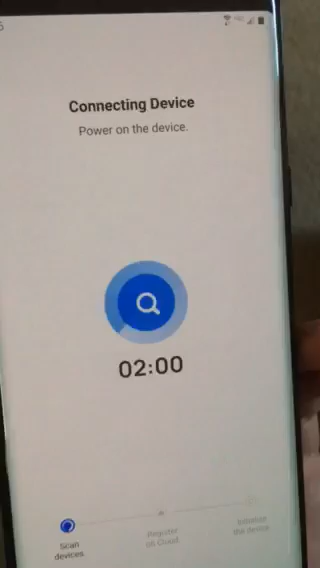 Connecting Device
Power on the device.
02:00
Scan
devices
Register
on Cloud
Initialize
the device